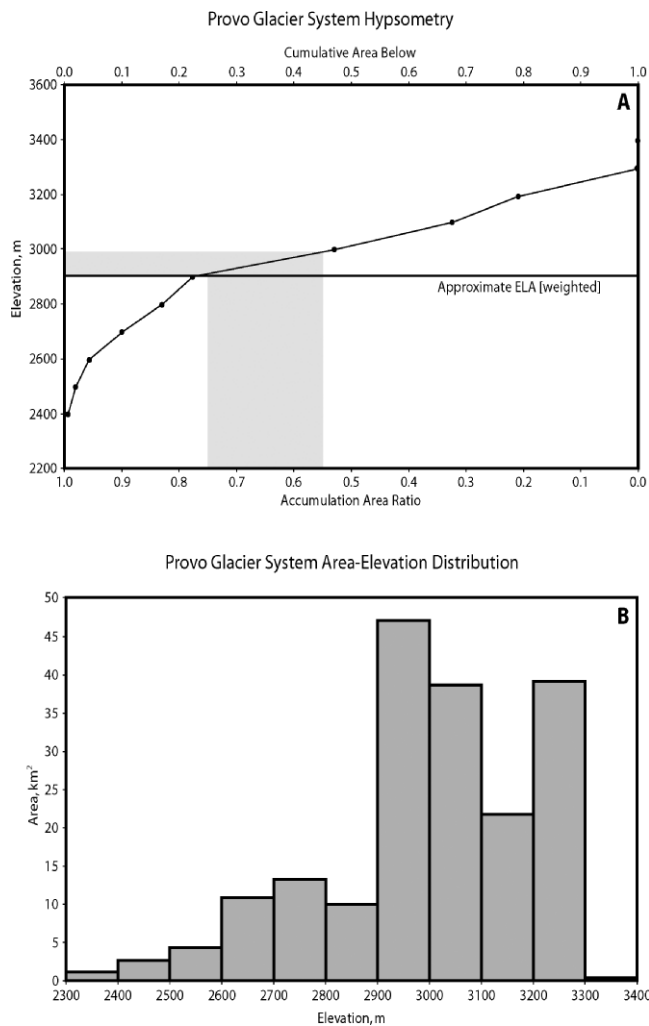 Provo Glacier System Hypsometry
Cumulative Area Below
0.0 0.1 0.2 0.3 0.4 0.5 0.6 0.7 0.8 0.9 1.0
3600
A
3400
3200
3000
Elevation, m
Approximate ELA [weighted]
2800
2600
2400
2200
1.0 0.9 0.8 0.7 0.6 0.5 0.4 0.3 0.2 0.1 0.0
Accumulation Area Ratio
Provo Glacier System Area-Elevation Distribution
50
B
45
40
35
30
25
Area, km²
20
15
10
5
0
2300 2400 2500 2600 2700 2800 2900 3000 3100 3200 3300 3400
Elevation, m